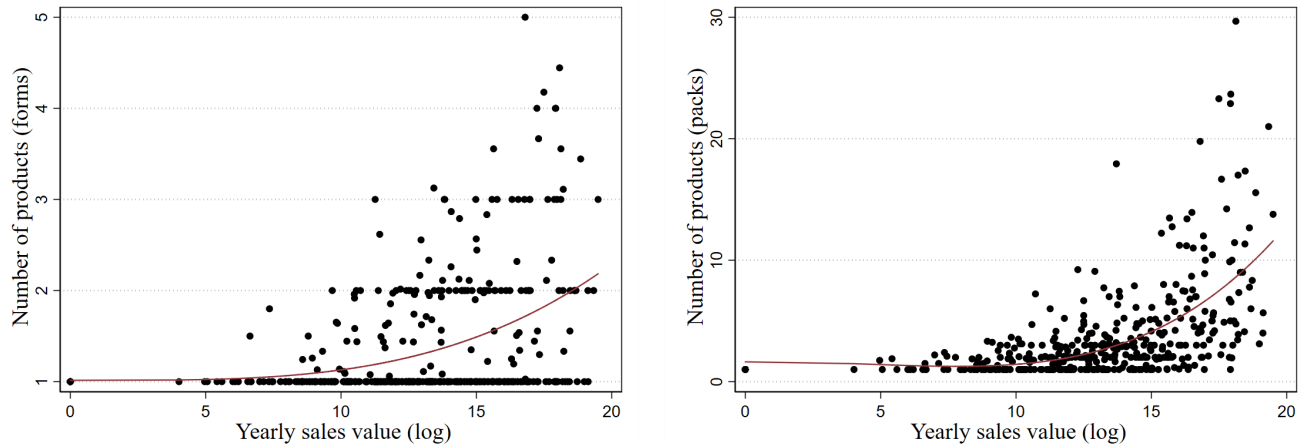 Number of products (forms)
5
4
3
2
1
0 5 10 15 20
Yearly sales value (log)
Number of products (packs)
30
20
10
0
0 5 10 15 20
Yearly sales value (log)